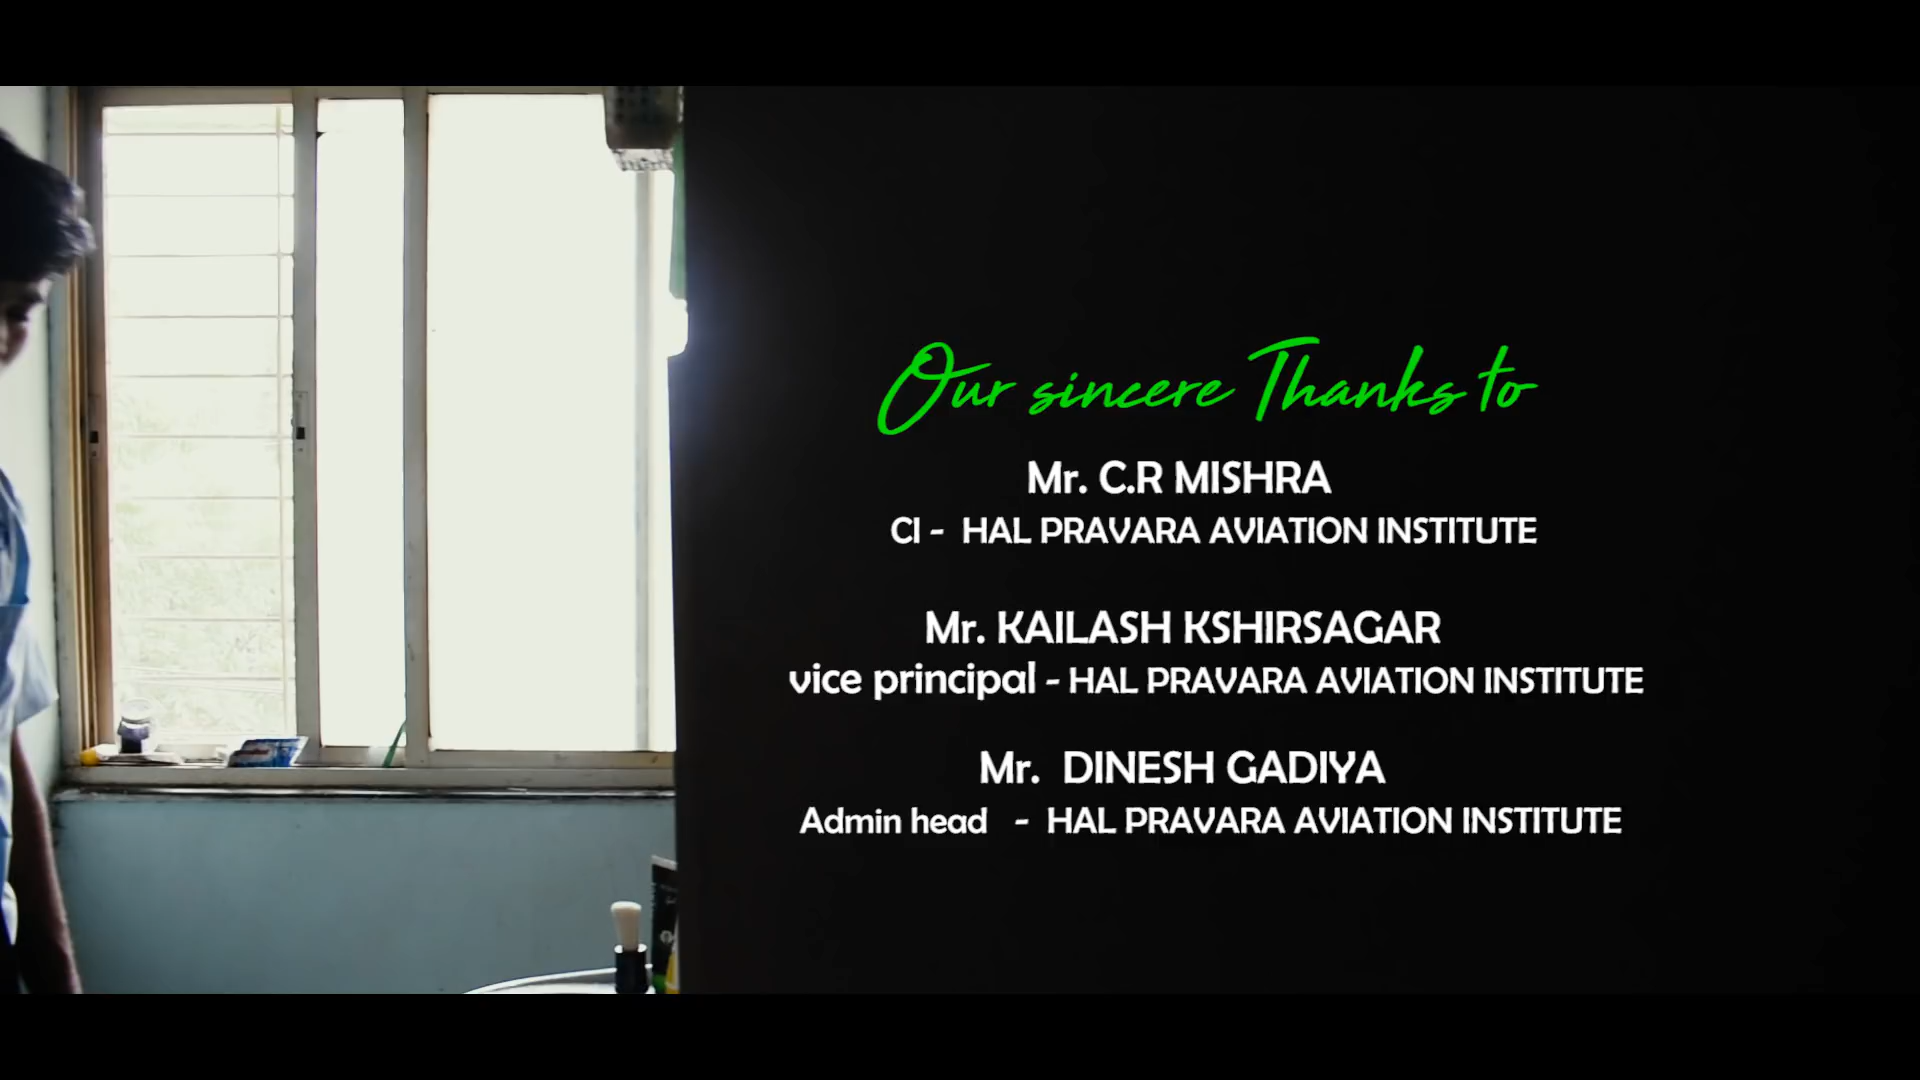 Our sincere Thanks to
Mr. C.R MISHRA
CI - HAL PRAVARA AVIATION INSTITUTE
Mr. KAILASH KSHIRSAGAR
vice principal - HAL PRAVARA AVIATION INSTITUTE
Mr. DINESH GADIYA
Admin head - HAL PRAVARA AVIATION INSTITUTE